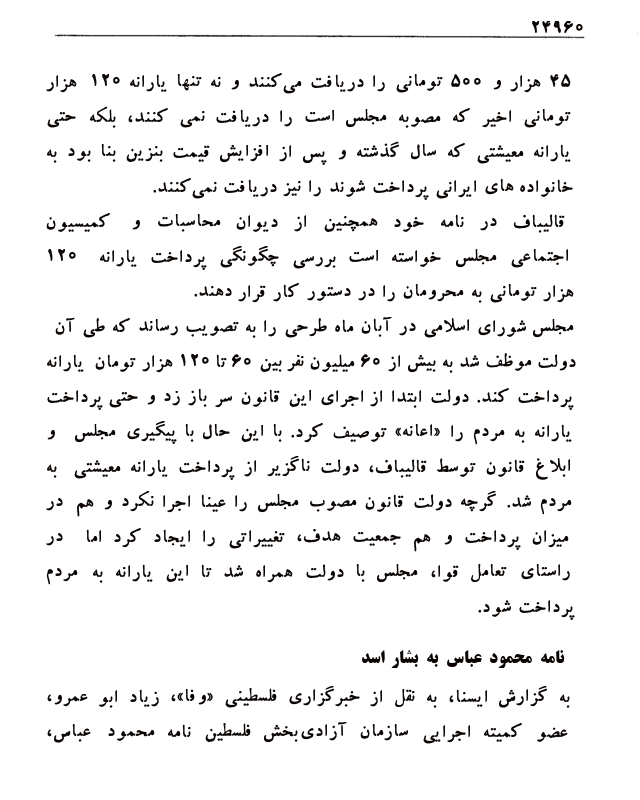 ۲۴۹۶۰
۴۵ هزار و ۵۰۰ تومانی را دریافت می‌کنند و نه تنها یارانه ۱۲۰ هزار
تومانی اخیر که مصوبه مجلس است را دریافت نمی کنند، بلکه حتی
یارانه معیشتی که سال گذشته و پس از افزایش قیمت بنزین بنا بود به
خانواده های ایرانی پرداخت شوند را نیز دریافت نمی‌کنند.
قالیباف در نامه خود همچنین از دیوان محاسبات و کمیسیون
اجتماعی مجلس خواسته است بررسی چگونگی پرداخت یارانه ۱۲۰
هزار تومانی به محرومان را در دستور کار قرار دهند.
مجلس شورای اسلامی در آبان ماه طرحی را به تصویب رساند که طی آن
دولت موظف شد به بیش از ۶۰ میلیون نفر بین ۶۰ تا ۱۲۰ هزار تومان یارانه
پرداخت کند. دولت ابتدا از اجرای این قانون سر باز زد و حتی پرداخت
یارانه به مردم را «اعانه» توصیف کرد. با این حال با پیگیری مجلس و
ابلاغ قانون توسط قالیباف، دولت ناگزیر از پرداخت یارانه معیشتی به
مردم شد. گرچه دولت قانون مصوب مجلس را عینا اجرا نکرد و هم در
میزان پرداخت و هم جمعیت هدف، تغییراتی را ایجاد کرد اما در
راستای تعامل قوا، مجلس با دولت همراه شد تا این یارانه به مردم
پرداخت شود.
نامه محمود عباس به بشار اسد
به گزارش ایسنا، به نقل از خبرگزاری فلسطینی «وفا»، زیاد ابو عمرو،
عضو کمیته اجرایی سازمان آزادی‌بخش فلسطین نامه محمود عباس،